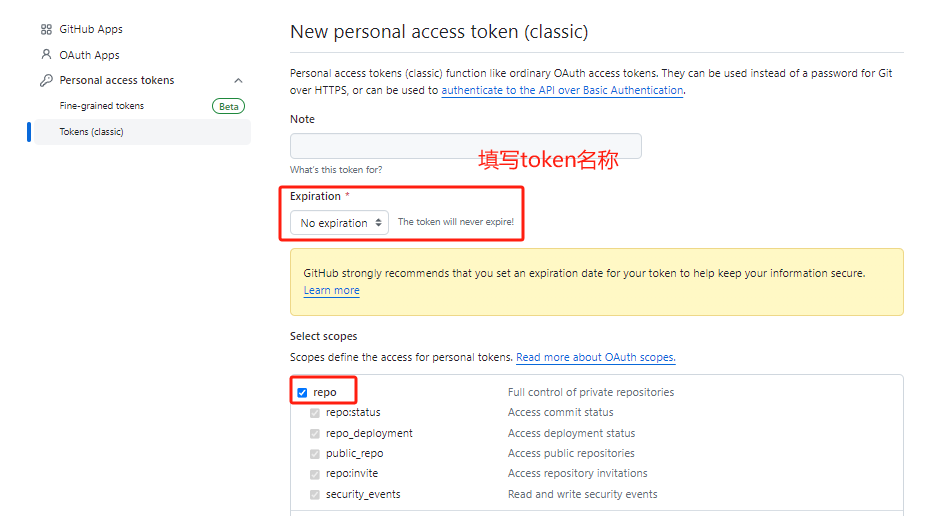 GitHub Apps
OAuth Apps
Personal access tokens
Fine-grained tokens Beta
Tokens (classic)
New personal access token (classic)
Personal access tokens (classic) function like ordinary OAuth access tokens. They can be used instead of a password for Git
over HTTPS, or can be used to authenticate to the API over Basic Authentication.
Note
填写token名称
What's this token for?
Expiration *
No expiration The token will never expire!
GitHub strongly recommends that you set an expiration date for your token to help keep your information secure.
Learn more
Select scopes
Scopes define the access for personal tokens. Read more about OAuth scopes.
repo Full control of private repositories
repo:status Access commit status
repo_deployment Access deployment status
public_repo Access public repositories
repo:invite Access repository invitations
security_events Read and write security events